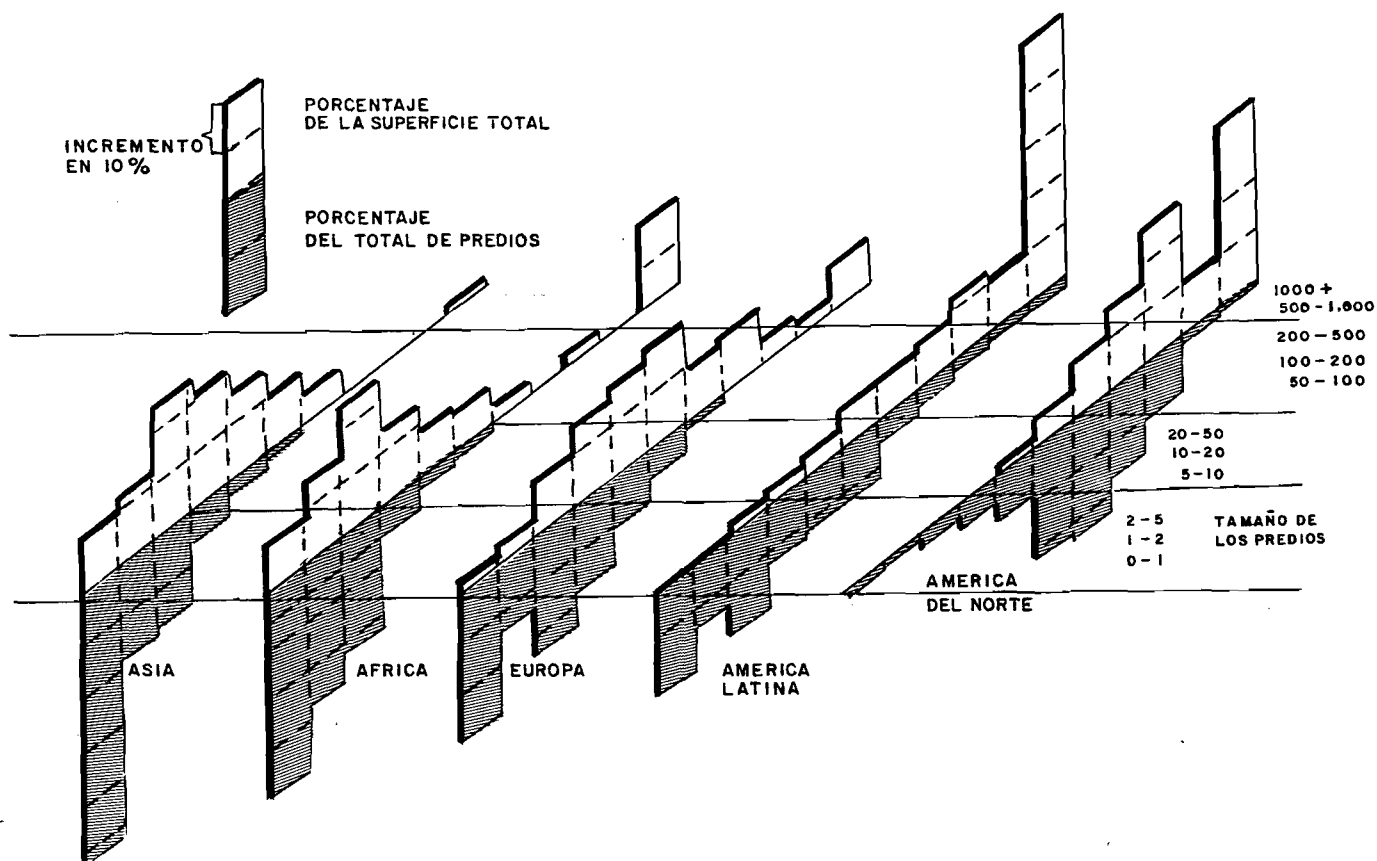 PORCENTAJE
DE LA SUPERFICIE TOTAL
INCREMENTO
EN 10%
PORCENTAJE
DEL TOTAL DE PREDIOS
1000 +
500-1.000
200-500
100-200
50-100
20-50
10-20
5-10
2-5
1-2
0-1
TAMAÑO DE
LOS PREDIOS
ASIA
AFRICA
EUROPA
AMERICA
LATINA
AMERICA
DEL NORTE